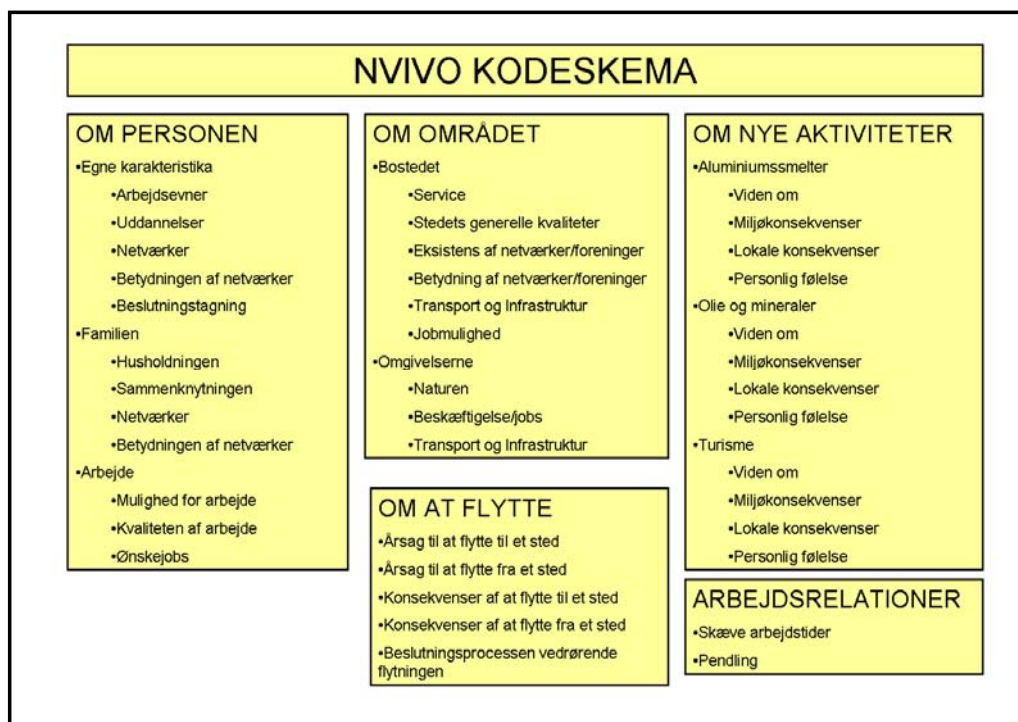 NVIVO KODESKEMA
OM PERSONEN
•Egne karakteristika
•Arbejdsevner
•Uddannelser
•Netværker
•Betydningen af netværker
•Beslutningstagning
•Familien
•Husholdningen
•Sammenknytningen
•Netværker
•Betydningen af netværker
•Arbejde
•Mulighed for arbejde
•Kvaliteten af arbejde
•Ønskejobs
OM OMRÅDET
•Bostedet
•Service
•Stedets generelle kvaliteter
•Eksistens af netværker/foreninger
•Betydning af netværker/foreninger
•Transport og Infrastruktur
•Jobmulighed
•Omgivelserne
•Naturen
•Beskæftigelse/jobs
•Transport og Infrastruktur
OM AT FLYTTE
•Årsag til at flytte til et sted
•Årsag til at flytte fra et sted
•Konsekvenser af at flytte til et sted
•Konsekvenser af at flytte fra et sted
•Beslutningsprocessen vedrørende
flytningen
OM NYE AKTIVITETER
•Aluminiumssmelter
•Viden om
•Miljøkonsekvenser
•Lokale konsekvenser
•Personlig følelse
•Olie og mineraler
•Viden om
•Miljøkonsekvenser
•Lokale konsekvenser
•Personlig følelse
•Turisme
•Viden om
•Miljøkonsekvenser
•Lokale konsekvenser
•Personlig følelse
ARBEJDSRELATIONER
•Skæve arbejdstider
•Pendling